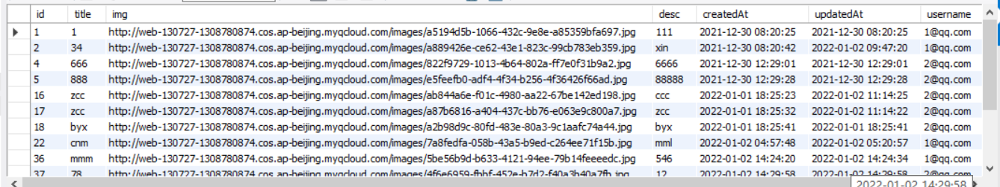 id title img desc createdAt updatedAt username
1 1 http://web-130727-1308780874.cos.ap-beijing.myqcloud.com/images/a5194d5b-1066-432c-9e8e-a85359bfa697.jpg 111 2021-12-30 08:20:25 2021-12-30 08:20:25 1@qq.com
2 34 http://web-130727-1308780874.cos.ap-beijing.myqcloud.com/images/a889426e-ce62-43e1-823c-99cb783eb359.jpg xin 2021-12-30 08:20:42 2022-01-02 09:47:20 1@qq.com
4 666 http://web-130727-1308780874.cos.ap-beijing.myqcloud.com/images/822f9729-1013-4b64-802a-ff7e0f31b9a2.jpg 6666 2021-12-30 12:29:01 2021-12-30 12:29:01 2@qq.com
5 888 http://web-130727-1308780874.cos.ap-beijing.myqcloud.com/images/e5feefb0-adf4-4f34-b256-4f36426f66ad.jpg 88888 2021-12-30 12:29:28 2021-12-30 12:29:28 2@qq.com
16 zcc http://web-130727-1308780874.cos.ap-beijing.myqcloud.com/images/ab844a6e-f01c-4980-aa22-67be142ed198.jpg ccc 2022-01-01 18:25:23 2022-01-02 11:14:25 2@qq.com
17 zcc http://web-130727-1308780874.cos.ap-beijing.myqcloud.com/images/a87b6816-a404-437c-bb76-e063e9c800a7.jpg zcc 2022-01-01 18:25:32 2022-01-02 11:14:22 2@qq.com
18 byx http://web-130727-1308780874.cos.ap-beijing.myqcloud.com/images/a2b98d9c-80fd-483e-80a3-9c1aafc74a44.jpg byx 2022-01-01 18:25:41 2022-01-01 18:25:41 2@qq.com
22 cnm http://web-130727-1308780874.cos.ap-beijing.myqcloud.com/images/7a8fedfa-058b-43a5-b9ed-c264ee71f15b.jpg mml 2022-01-02 04:57:48 2022-01-02 05:20:57 1@qq.com
36 mmm http://web-130727-1308780874.cos.ap-beijing.myqcloud.com/images/5be56b9d-b633-4121-94ee-79b14feeeedc.jpg 546 2022-01-02 14:24:20 2022-01-02 14:24:34 1@qq.com
37 78 http://web-130727-1308780874.cos.ap-beijing.myqcloud.com/images/4f6e6959-fbbf-452e-b7d2-f40a3b40a7fb.jpg 12 2022-01-02 14:29:58 2022-01-02 14:29:58 2@qq.com
2022-01-02 14:29:58